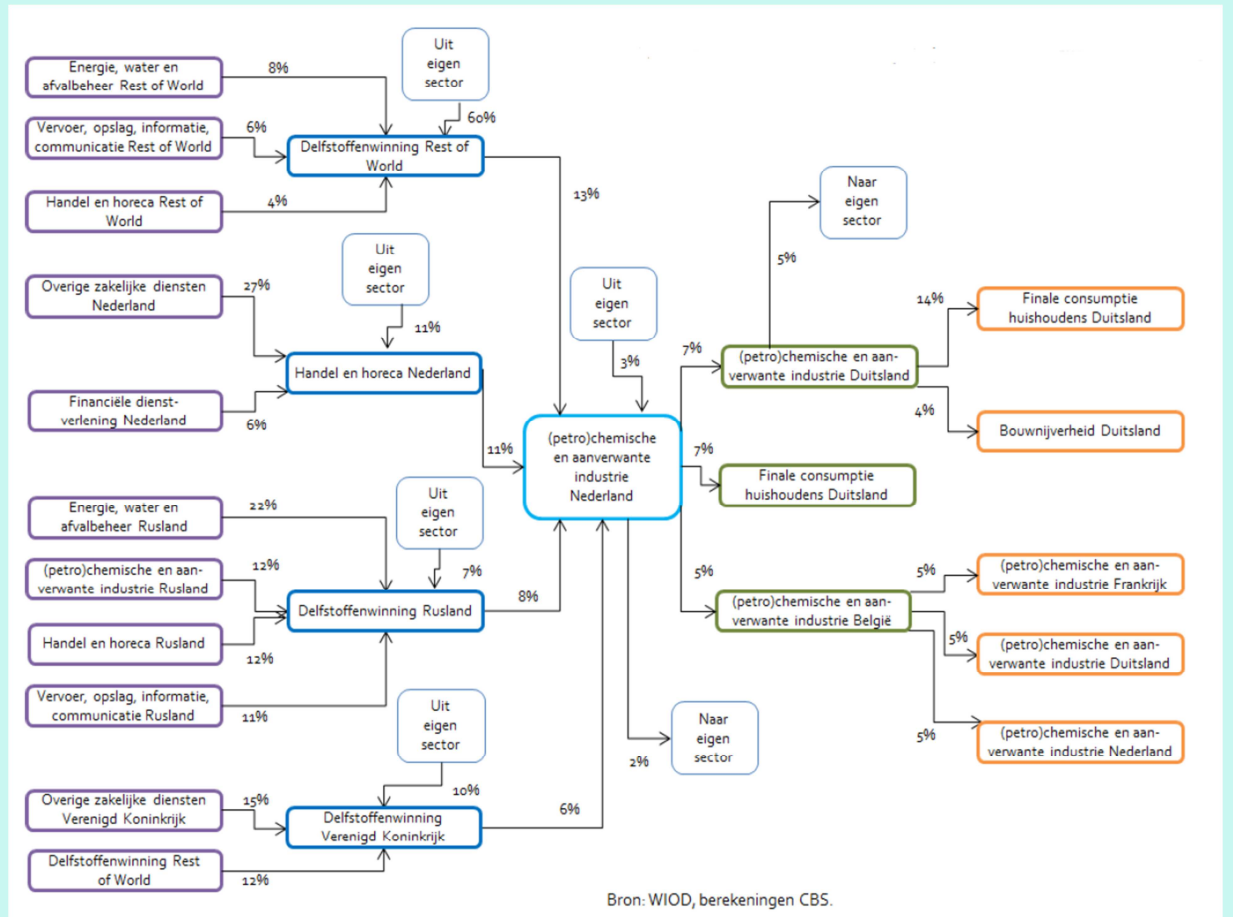 Energie, water en
afvalbeheer Rest of World
8%
Uit
eigen
sector
60%
Vervoer, opslag, informatie,
communicatie Rest of World
6%
Delfstoffenwinning Rest of
World
Handel en horeca Rest of
World
4%
13%
Naar
eigen
sector
5%
Overige zakelijke diensten
Nederland
27%
Uit
eigen
sector
11%
Uit
eigen
sector
3%
Handel en horeca Nederland
Financiële dienst-
verlening Nederland
6%
11%
7%
(petro)chemische en aan-
verwante industrie Duitsland
14%
Finale consumptie
huishoudens Duitsland
4%
Bouwnijverheid Duitsland
(petro)chemische
en aanverwante
industrie
Nederland
7%
Finale consumptie
huishoudens Duitsland
Energie, water en
afvalbeheer Rusland
22%
Uit
eigen
sector
7%
(petro)chemische en aan-
verwante industrie Rusland
12%
Delfstoffenwinning Rusland
8%
Handel en horeca Rusland
12%
Vervoer, opslag, informatie,
communicatie Rusland
11%
5%
(petro)chemische en aan-
verwante industrie België
5%
(petro)chemische en aan-
verwante industrie Frankrijk
5%
(petro)chemische en aan-
verwante industrie Duitsland
5%
(petro)chemische en aan-
verwante industrie Nederland
Uit
eigen
sector
10%
Naar
eigen
sector
2%
Overige zakelijke diensten
Verenigd Koninkrijk
15%
Delfstoffenwinning
Verenigd Koninkrijk
6%
Delfstoffenwinning Rest
of World
12%
Bron: WIOD, berekeningen CBS.